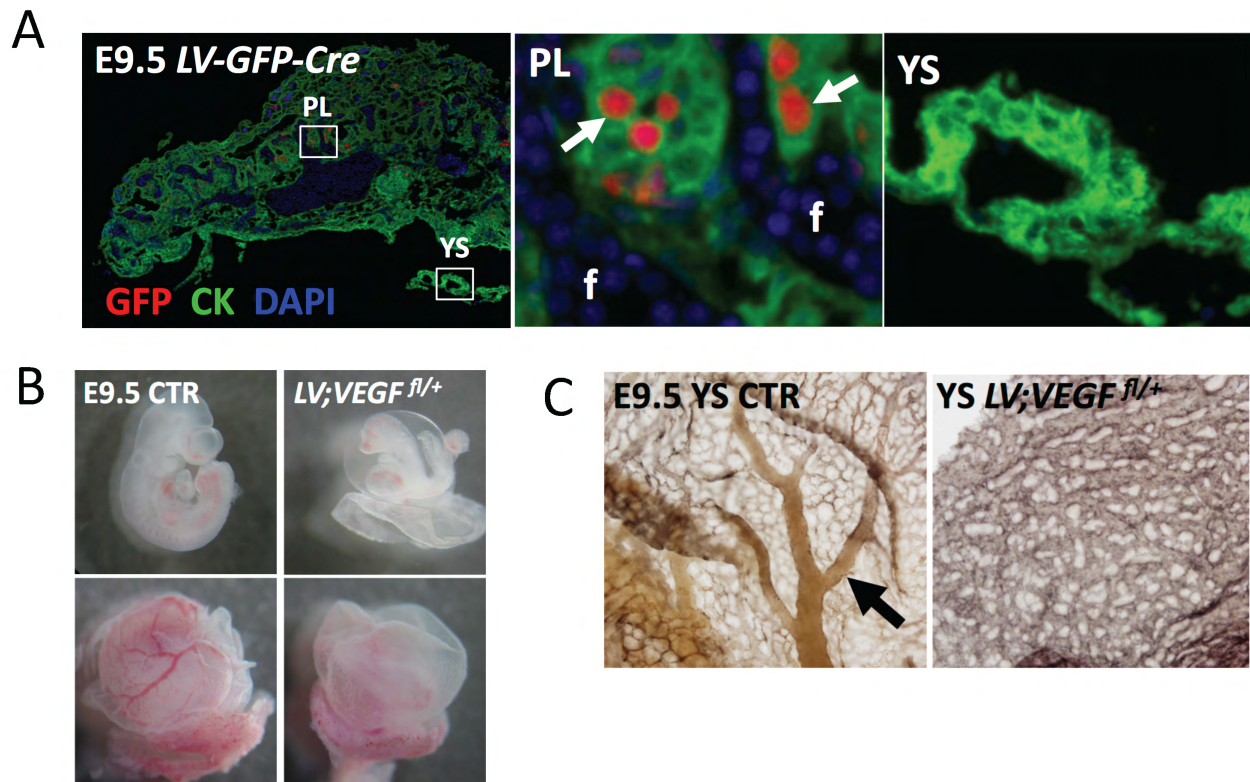 A
E9.5 LV-GFP-Cre
PL
YS
GFP CK DAPI
PL
f
f
YS
B
E9.5 CTR
LV;VEGF fl/+
C
E9.5 YS CTR
YS LV;VEGF fl/+